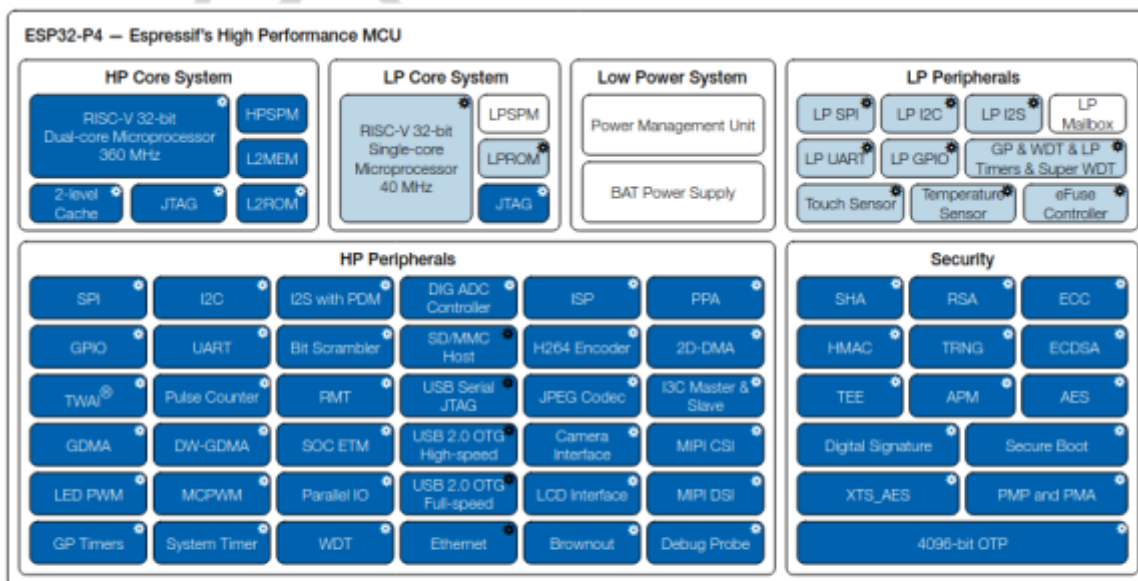 ESP32-P4 — Espressif's High Performance MCU
HP Core System
RISC-V 32-bit
Dual-core Microprocessor
360 MHz
HPSPM
L2MEM
2-level
Cache
JTAG
L2ROM
LP Core System
RISC-V 32-bit
Single-core
Microprocessor
40 MHz
LPSPM
LPROM
JTAG
Low Power System
Power Management Unit
BAT Power Supply
LP Peripherals
LP SPI
LP I2C
LP I2S
LP
Mailbox
LP UART
LP GPIO
GP & WDT & LP
Timers & Super WDT
Touch Sensor
Temperature
Sensor
eFuse
Controller
HP Peripherals
SPI
I2C
I2S with PDM
DIG ADC
Controller
ISP
PPA
GPIO
UART
Bit Scrambler
SD/MMC
Host
H264 Encoder
2D-DMA
TWAI®
Pulse Counter
RMT
USB Serial
JTAG
JPEG Codec
I3C Master &
Slave
GDMA
DW-GDMA
SOC ETM
USB 2.0 OTG
High-speed
Camera
Interface
MIPI CSI
LED PWM
MCPWM
Parallel IO
USB 2.0 OTG
Full-speed
LCD Interface
MIPI DSI
GP Timers
System Timer
WDT
Ethernet
Brownout
Debug Probe
Security
SHA
RSA
ECC
HMAC
TRNG
ECDSA
TEE
APM
AES
Digital Signature
Secure Boot
XTS_AES
PMP and PMA
4096-bit OTP